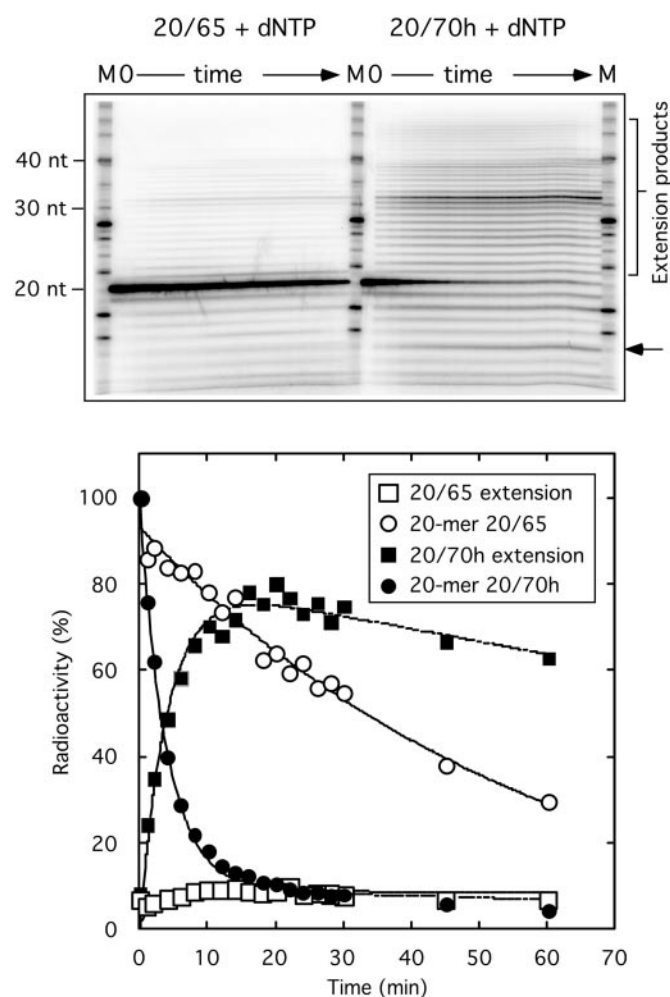 20/65 + dNTP 20/70h + dNTP
M 0 time M 0 time M
40 nt
30 nt
20 nt
Extension products
20/65 extension
20-mer 20/65
20/70h extension
20-mer 20/70h
100
80
60
40
20
0
Radioactivity (%)
0 10 20 30 40 50 60 70
Time (min)